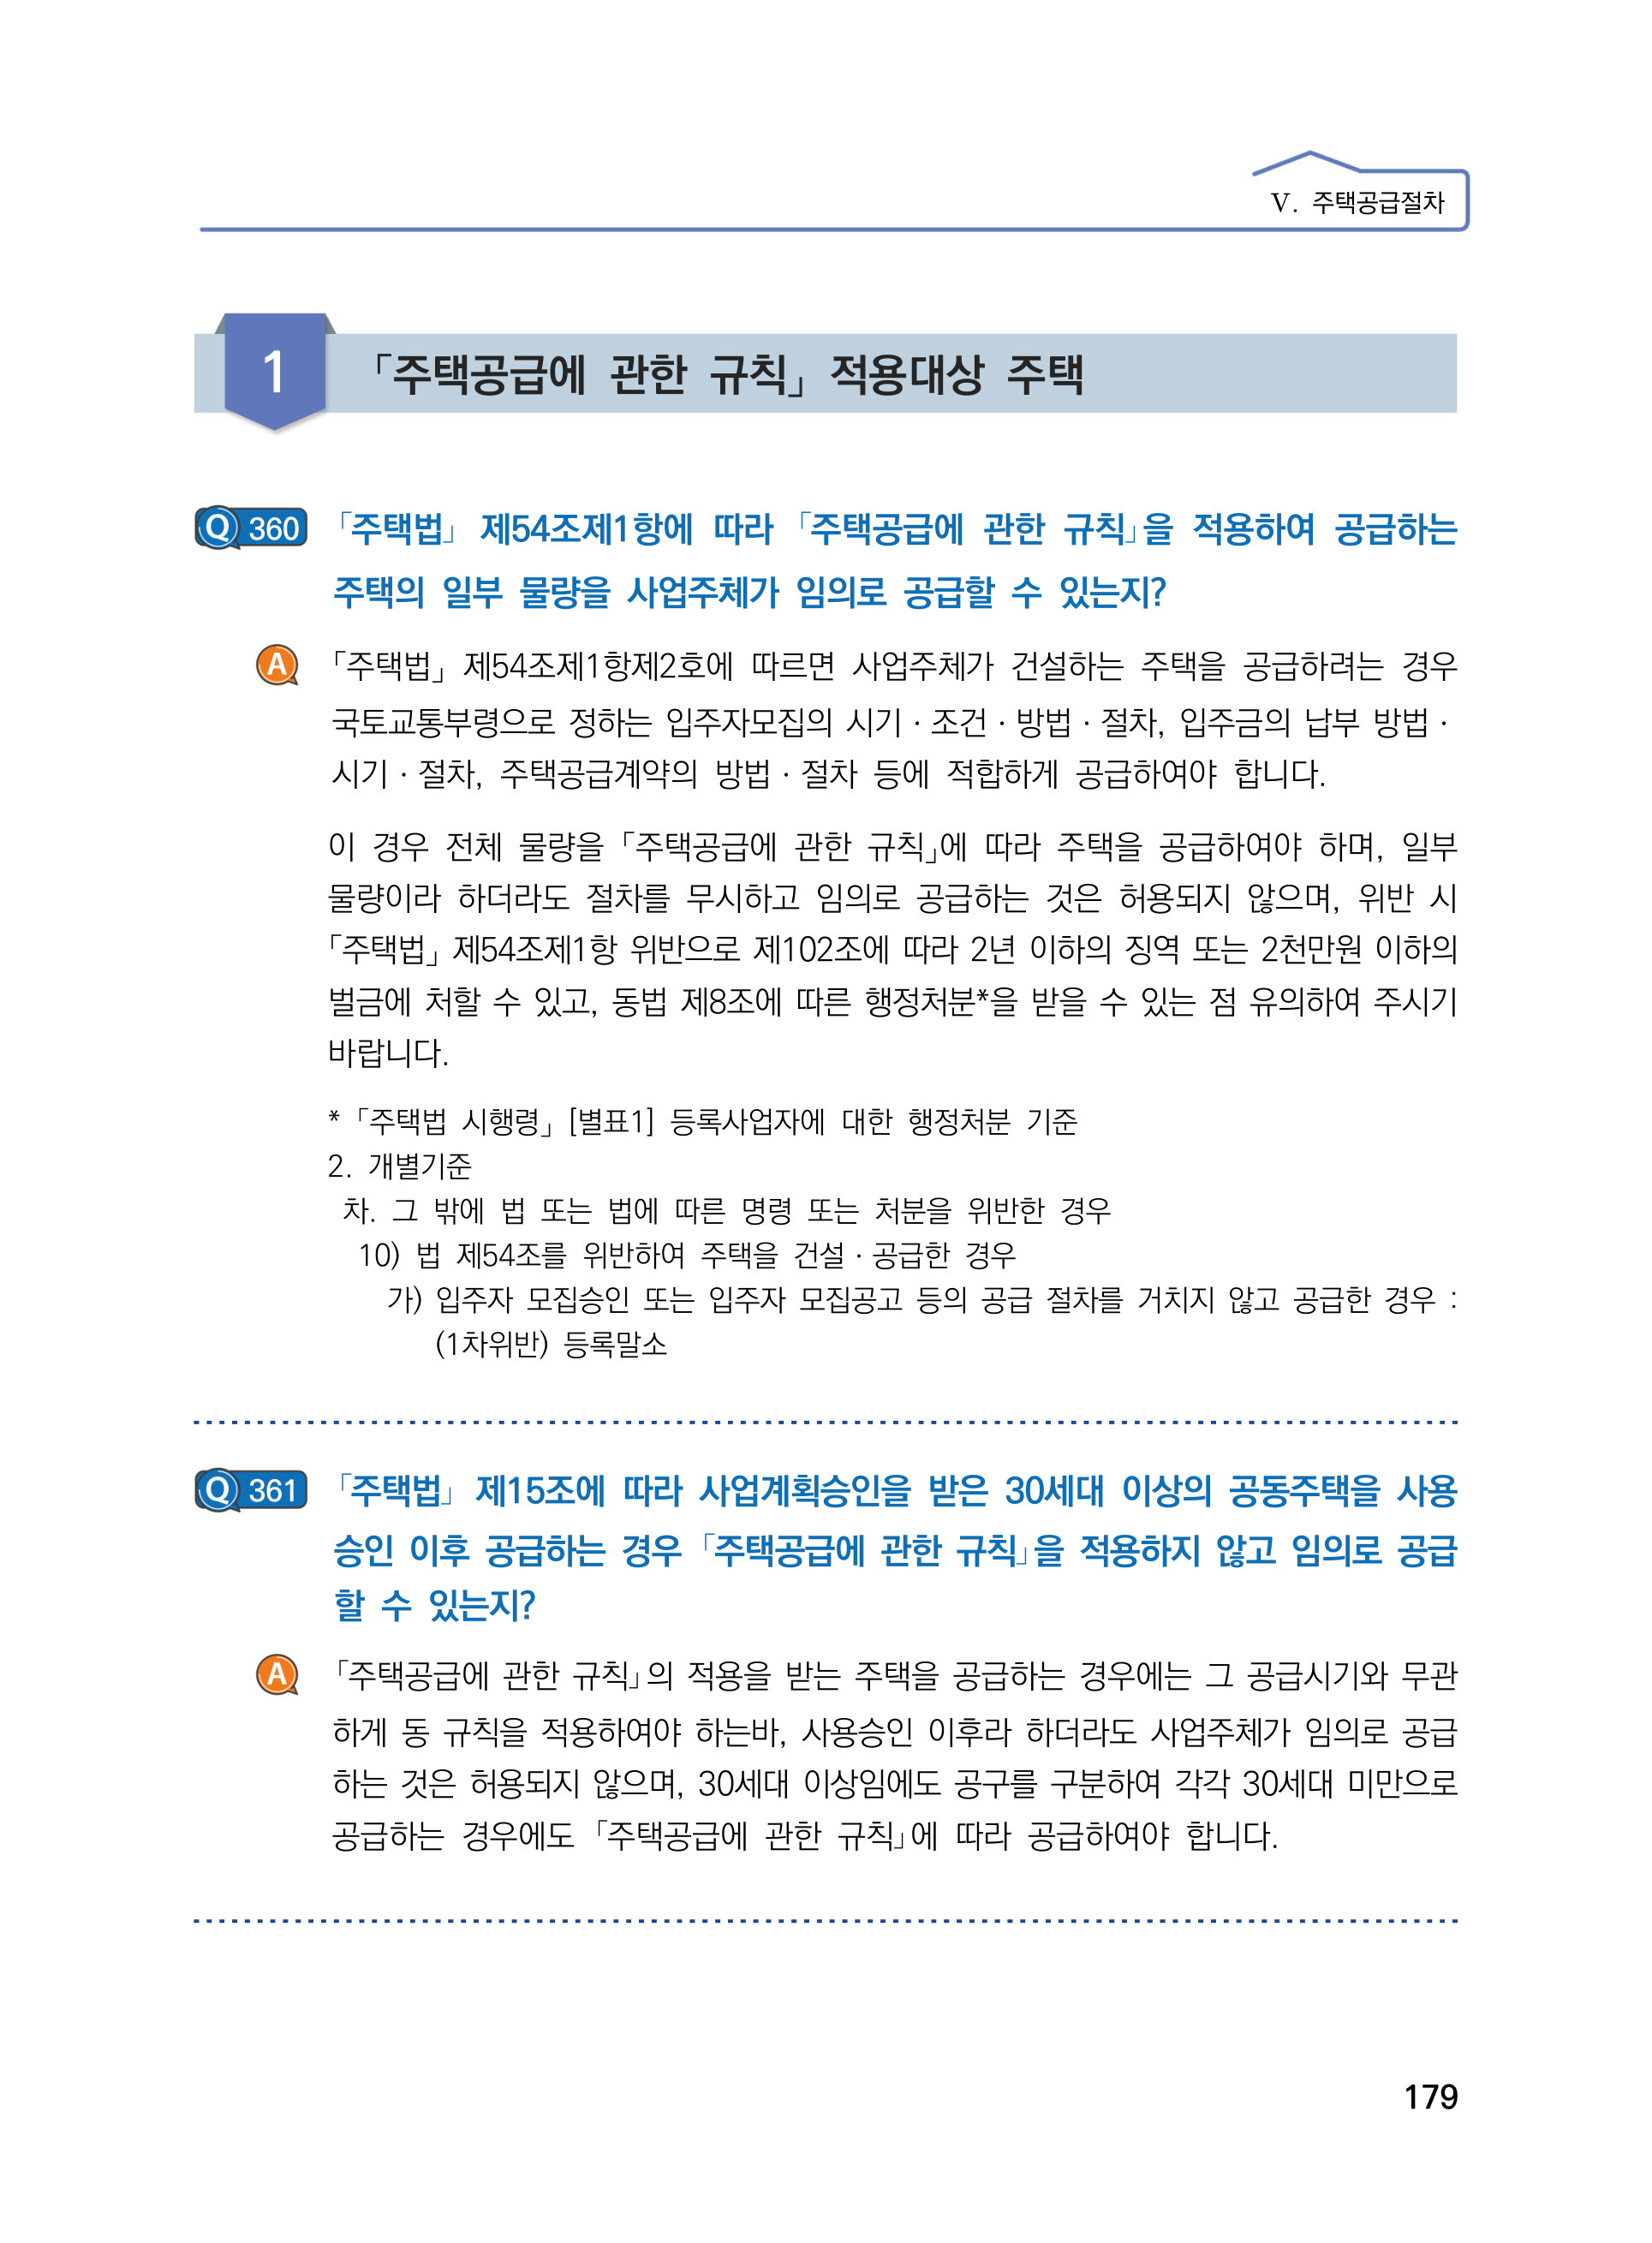 V. 주택공급절차
1 「주택공급에 관한 규칙」 적용대상 주택
Q 360 「주택법」 제54조제1항에 따라 「주택공급에 관한 규칙」을 적용하여 공급하는
주택의 일부 물량을 사업주체가 임의로 공급할 수 있는지?
A 「주택법」 제54조제1항제2호에 따르면 사업주체가 건설하는 주택을 공급하려는 경우
국토교통부령으로 정하는 입주자모집의 시기 · 조건 · 방법 · 절차, 입주금의 납부 방법 ·
시기 · 절차, 주택공급계약의 방법 · 절차 등에 적합하게 공급하여야 합니다.
이 경우 전체 물량을 「주택공급에 관한 규칙」에 따라 주택을 공급하여야 하며, 일부
물량이라 하더라도 절차를 무시하고 임의로 공급하는 것은 허용되지 않으며, 위반 시
「주택법」 제54조제1항 위반으로 제102조에 따라 2년 이하의 징역 또는 2천만원 이하의
벌금에 처할 수 있고, 동법 제8조에 따른 행정처분*을 받을 수 있는 점 유의하여 주시기
바랍니다.
* 「주택법 시행령」 [별표1] 등록사업자에 대한 행정처분 기준
2. 개별기준
차. 그 밖에 법 또는 법에 따른 명령 또는 처분을 위반한 경우
10) 법 제54조를 위반하여 주택을 건설 · 공급한 경우
가) 입주자 모집승인 또는 입주자 모집공고 등의 공급 절차를 거치지 않고 공급한 경우 :
(1차위반) 등록말소
Q 361 「주택법」 제15조에 따라 사업계획승인을 받은 30세대 이상의 공동주택을 사용
승인 이후 공급하는 경우 「주택공급에 관한 규칙」을 적용하지 않고 임의로 공급
할 수 있는지?
A 「주택공급에 관한 규칙」의 적용을 받는 주택을 공급하는 경우에는 그 공급시기와 무관
하게 동 규칙을 적용하여야 하는바, 사용승인 이후라 하더라도 사업주체가 임의로 공급
하는 것은 허용되지 않으며, 30세대 이상임에도 공구를 구분하여 각각 30세대 미만으로
공급하는 경우에도 「주택공급에 관한 규칙」에 따라 공급하여야 합니다.
179